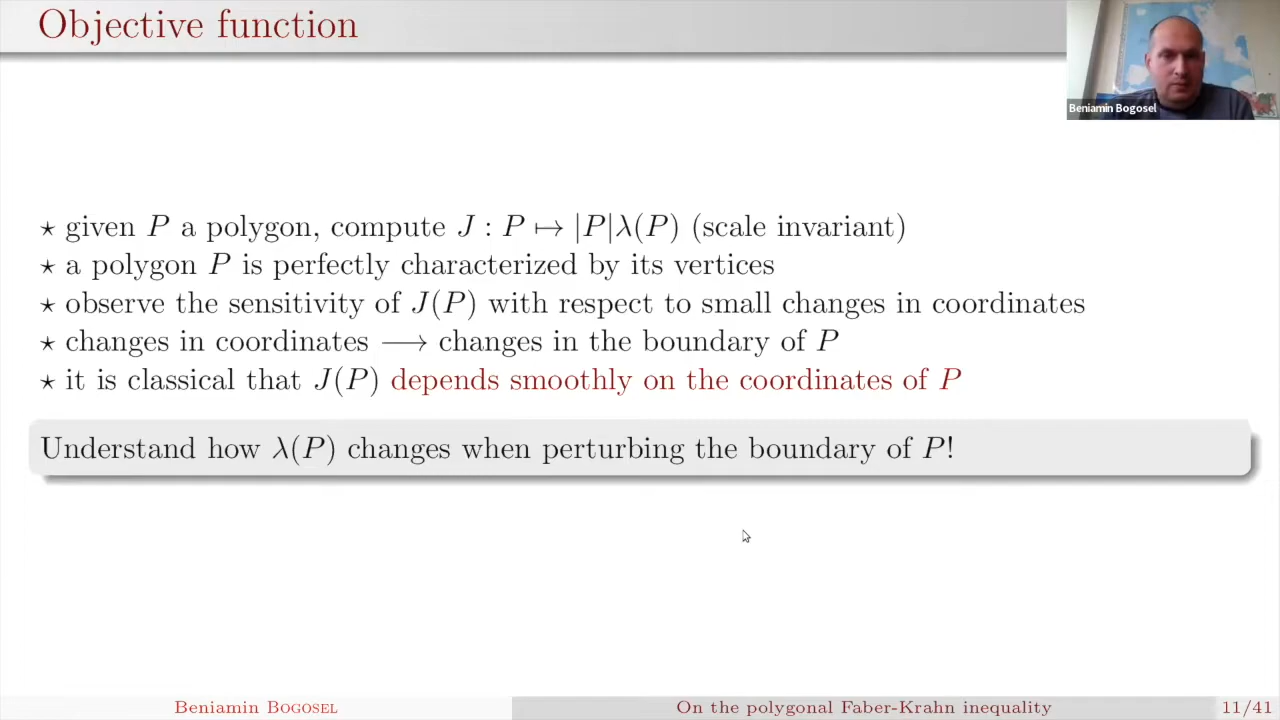 Objective function
Beniamin Bogosel
⋆ given P a polygon, compute J : P ↦ |P|λ(P) (scale invariant)
⋆ a polygon P is perfectly characterized by its vertices
⋆ observe the sensitivity of J(P) with respect to small changes in coordinates
⋆ changes in coordinates ⟶ changes in the boundary of P
⋆ it is classical that J(P) depends smoothly on the coordinates of P
Understand how λ(P) changes when perturbing the boundary of P!
Beniamin Bogosel
On the polygonal Faber-Krahn inequality
11/41